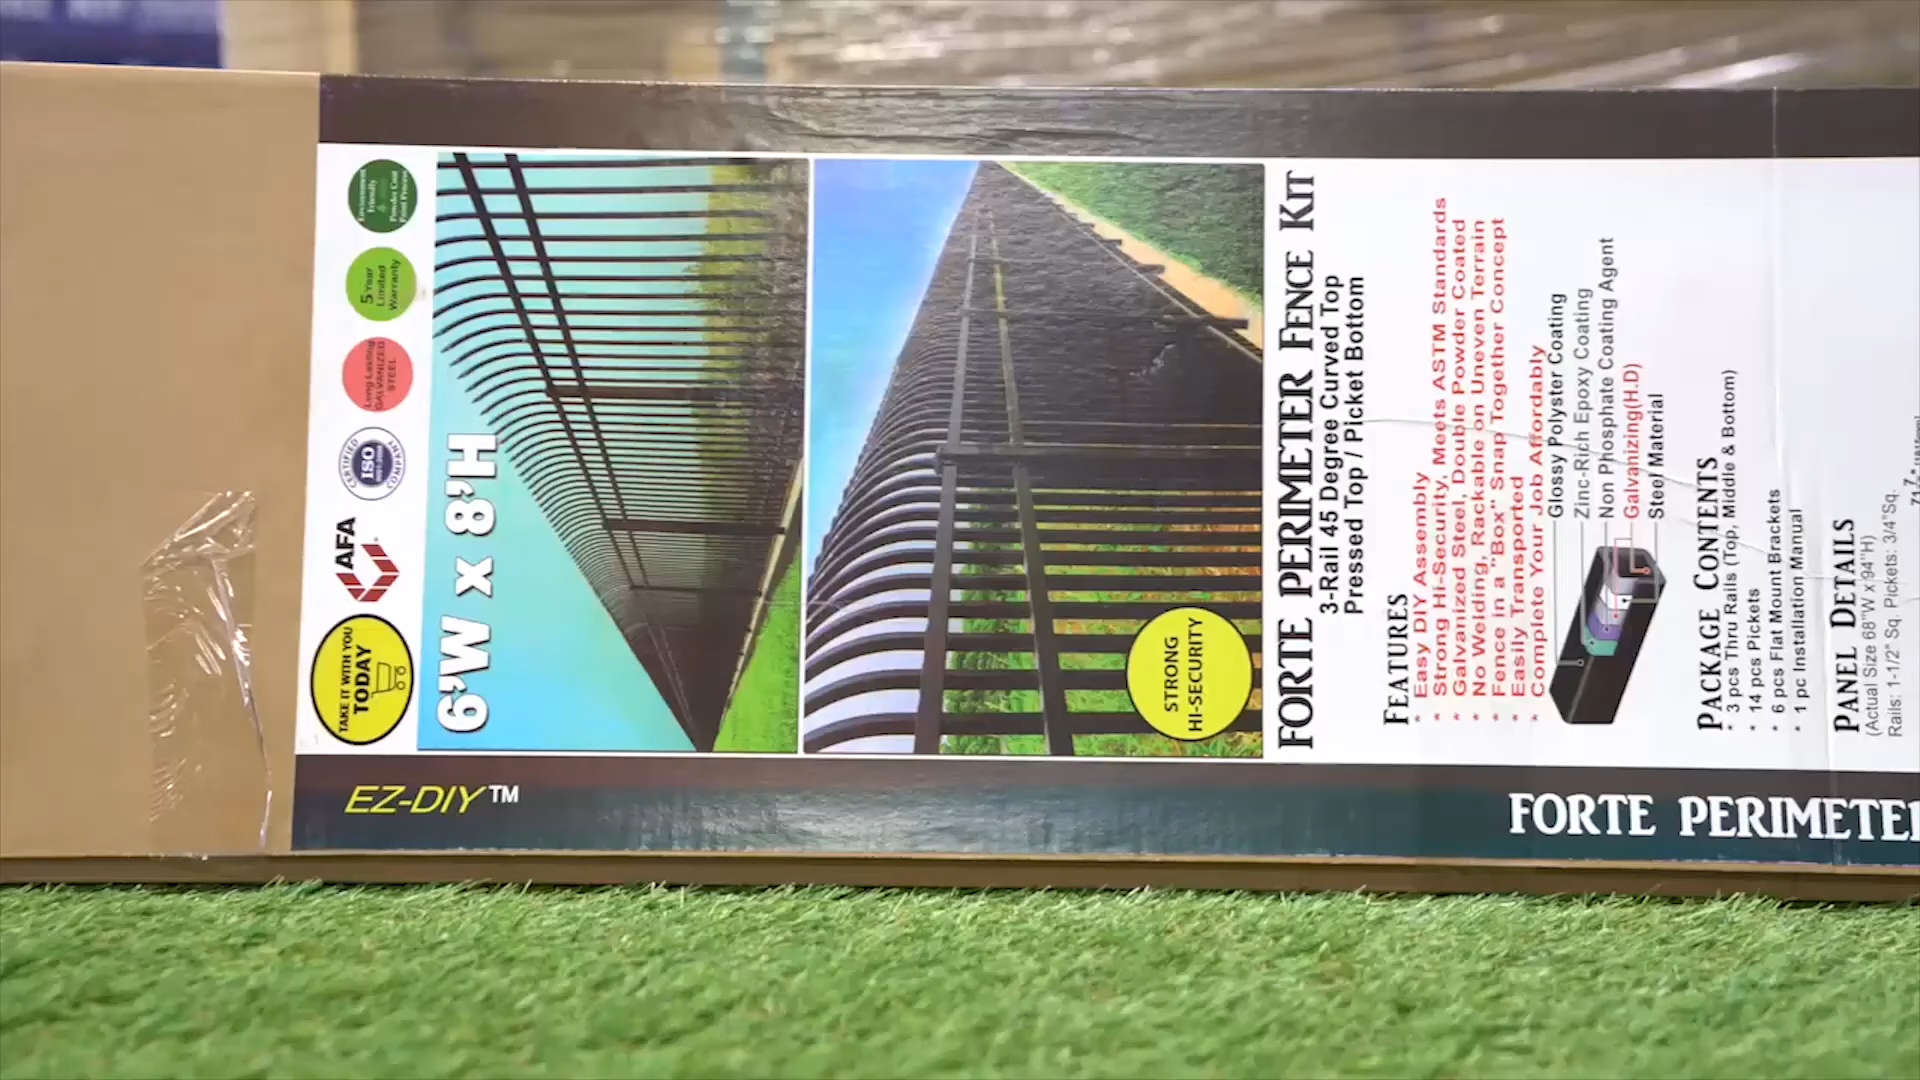 Environment
Friendly
&
Powder Coat
Paint Process
5 Year
Limited
Warranty
Long-Lasting
GALVANIZED
STEEL
CERTIFIED
ISO
COMPANY
AFA
TAKE IT WITH YOU
TODAY
6'W x 8'H
STRONG
HI-SECURITY
FORTE PERIMETER FENCE KIT
3-Rail 45 Degree Curved Top
Pressed Top / Picket Bottom
FEATURES
* Easy DIY Assembly
* Strong Hi-Security, Meets ASTM Standards
* Galvanized Steel, Double Powder Coated
* No Welding, Rackable on Uneven Terrain
* Fence in a "Box" Snap Together Concept
* Easily Transported
* Complete Your Job Affordably
Glossy Polyster Coating
Zinc-Rich Epoxy Coating
Non Phosphate Coating Agent
Galvanizing(H.D)
Steel Material
PACKAGE CONTENTS
* 3 pcs Thru Rails (Top, Middle & Bottom)
* 14 pcs Pickets
* 6 pcs Flat Mount Brackets
* 1 pc Installation Manual
PANEL DETAILS
(Actual Size 68"W x 94"H)
Rails: 1-1/2" Sq. Pickets: 3/4"Sq.
EZ-DIY™
FORTE PERIMETER